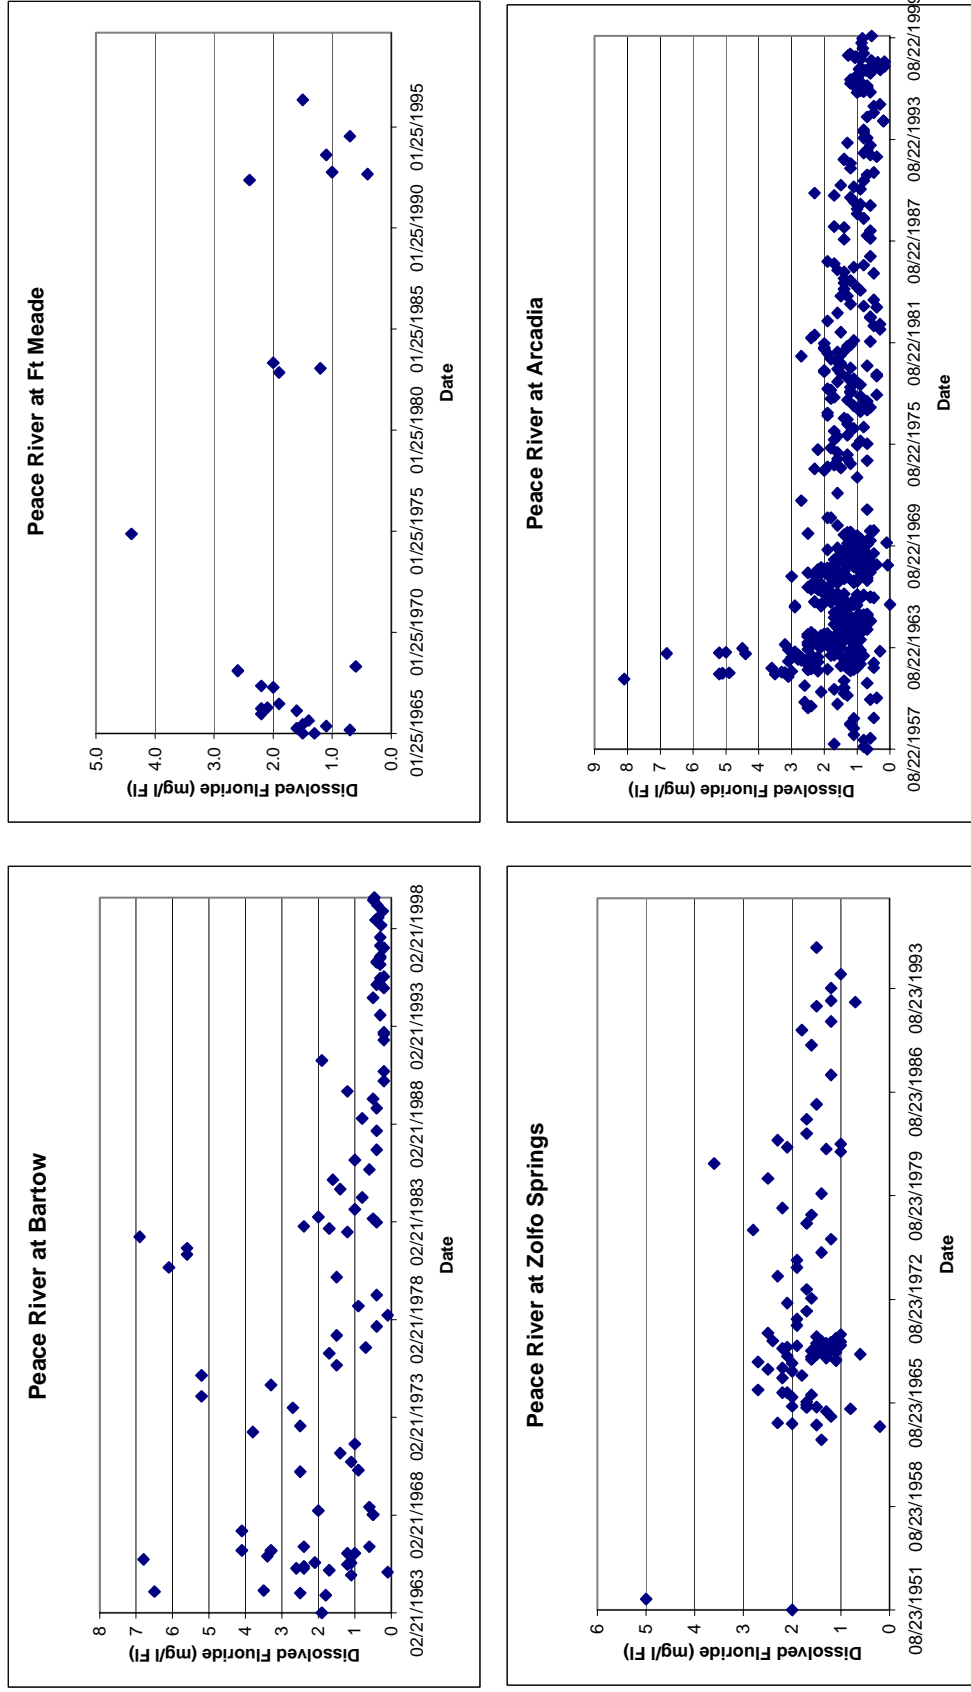 Peace River at Bartow
Dissolved Fluoride (mg/l Fl)
8
7
6
5
4
3
2
1
0
02/21/1963 02/21/1968 02/21/1973 02/21/1978 02/21/1983 02/21/1988 02/21/1993 02/21/1998
Date
Peace River at Ft Meade
Dissolved Fluoride (mg/l Fl)
5.0
4.0
3.0
2.0
1.0
0.0
01/25/1965 01/25/1970 01/25/1975 01/25/1980 01/25/1985 01/25/1990 01/25/1995
Date
Peace River at Zolfo Springs
Dissolved Fluoride (mg/l Fl)
6
5
4
3
2
1
0
08/23/1951 08/23/1958 08/23/1965 08/23/1972 08/23/1979 08/23/1986 08/23/1993
Date
Peace River at Arcadia
Dissolved Fluoride (mg/l Fl)
9
8
7
6
5
4
3
2
1
0
08/22/1957 08/22/1963 08/22/1969 08/22/1975 08/22/1981 08/22/1987 08/22/1993 08/22/1999
Date